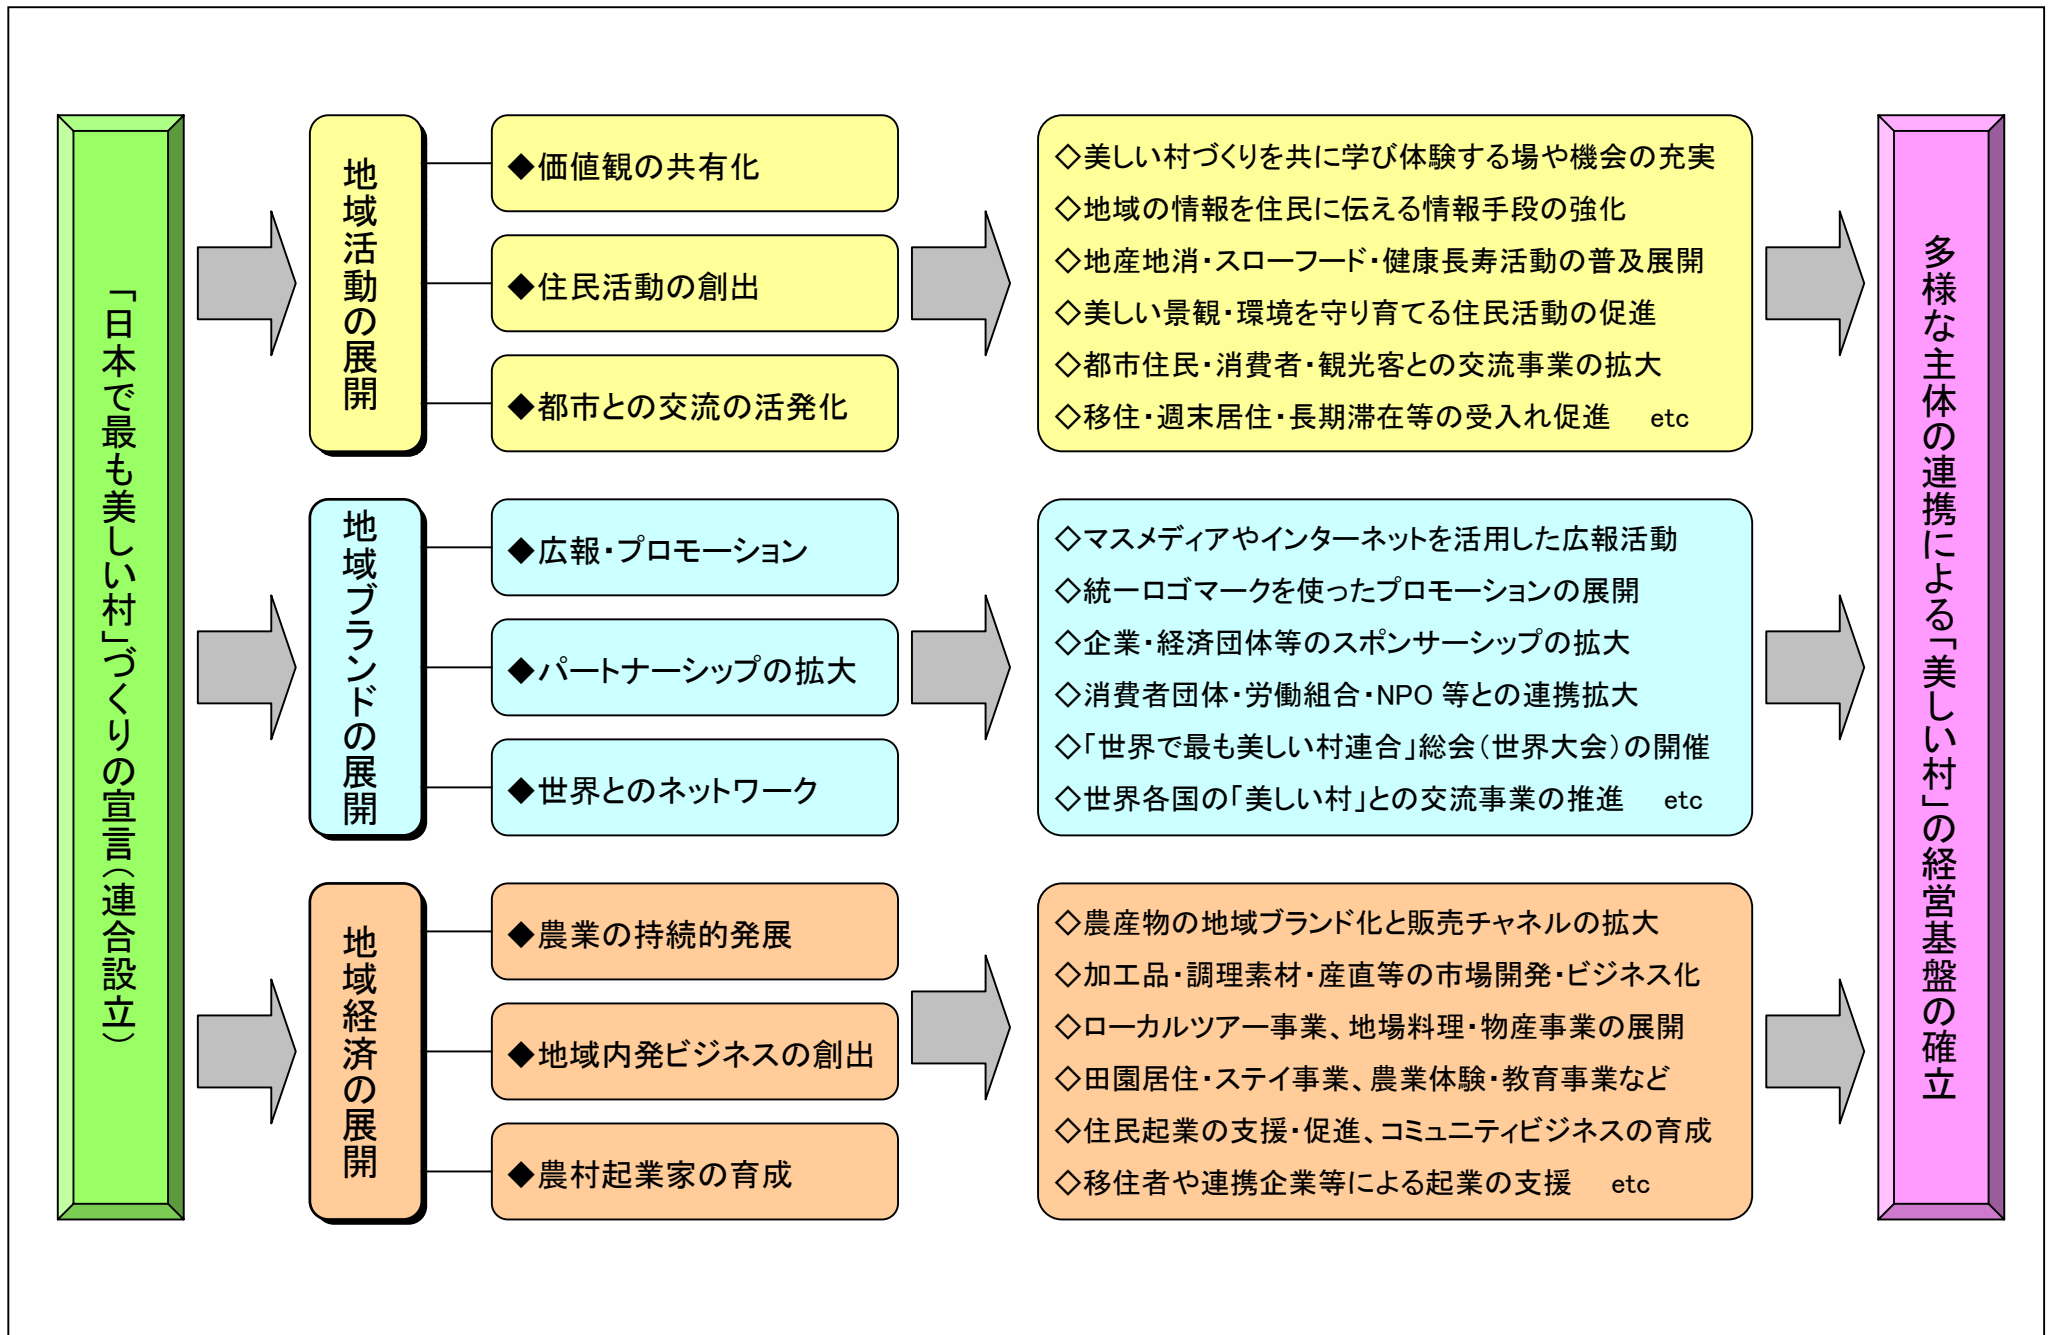 「日本で最も美しい村」づくりの宣言（連合設立）
地域活動の展開
◆価値観の共有化
◆住民活動の創出
◆都市との交流の活発化
◇美しい村づくりを共に学び体験する場や機会の充実
◇地域の情報を住民に伝える情報手段の強化
◇地産地消・スローフード・健康長寿活動の普及展開
◇美しい景観・環境を守り育てる住民活動の促進
◇都市住民・消費者・観光客との交流事業の拡大
◇移住・週末居住・長期滞在等の受入れ促進　etc
地域ブランドの展開
◆広報・プロモーション
◆パートナーシップの拡大
◆世界とのネットワーク
◇マスメディアやインターネットを活用した広報活動
◇統一ロゴマークを使ったプロモーションの展開
◇企業・経済団体等のスポンサーシップの拡大
◇消費者団体・労働組合・NPO 等との連携拡大
◇「世界で最も美しい村連合」総会（世界大会）の開催
◇世界各国の「美しい村」との交流事業の推進　etc
地域経済の展開
◆農業の持続的発展
◆地域内発ビジネスの創出
◆農村起業家の育成
◇農産物の地域ブランド化と販売チャネルの拡大
◇加工品・調理素材・産直等の市場開発・ビジネス化
◇ローカルツアー事業、地場料理・物産事業の展開
◇田園居住・ステイ事業、農業体験・教育事業など
◇住民起業の支援・促進、コミュニティビジネスの育成
◇移住者や連携企業等による起業の支援　etc
多様な主体の連携による「美しい村」の経営基盤の確立